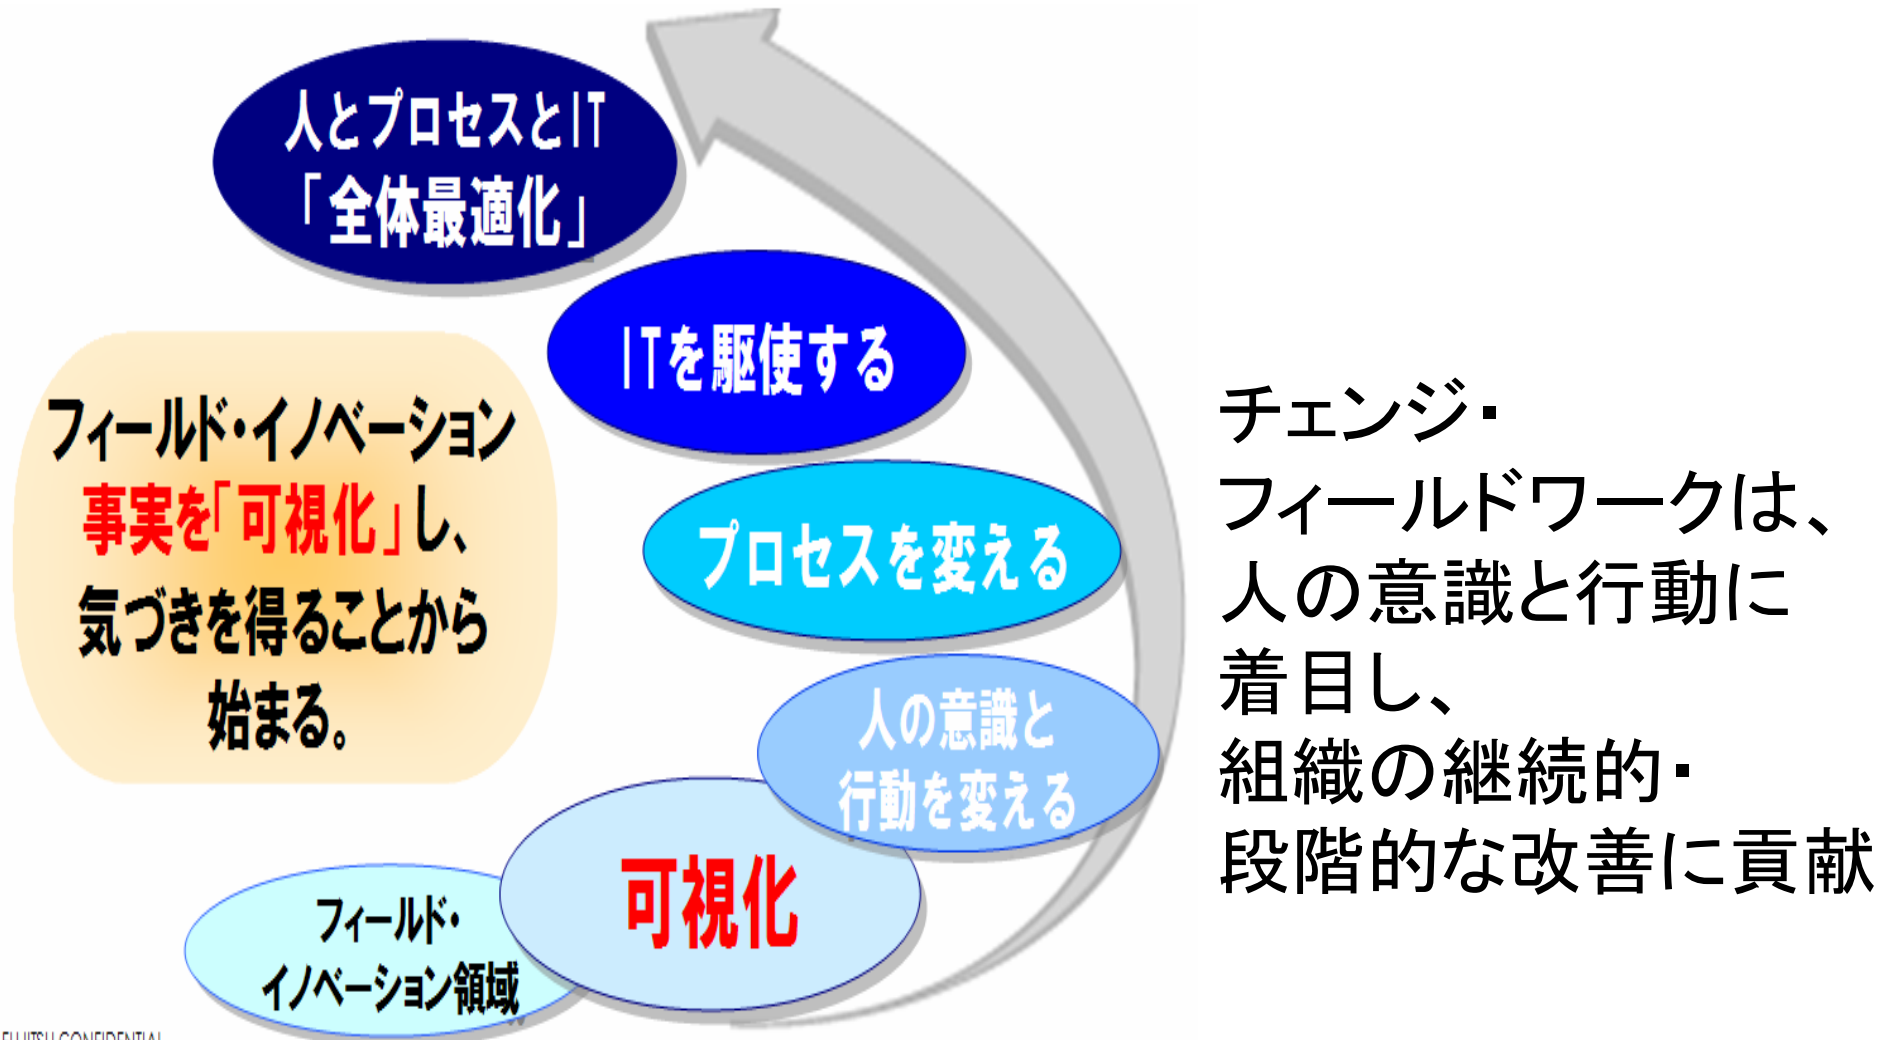 人とプロセスとIT
「全体最適化」
ITを駆使する
プロセスを変える
人の意識と
行動を変える
可視化
フィールド・
イノベーション領域
フィールド・イノベーション
事実を「可視化」し、
気づきを得ることから
始まる。
チェンジ・
フィールドワークは、
人の意識と行動に
着目し、
組織の継続的・
段階的な改善に貢献
FUJITSU CONFIDENTIAL